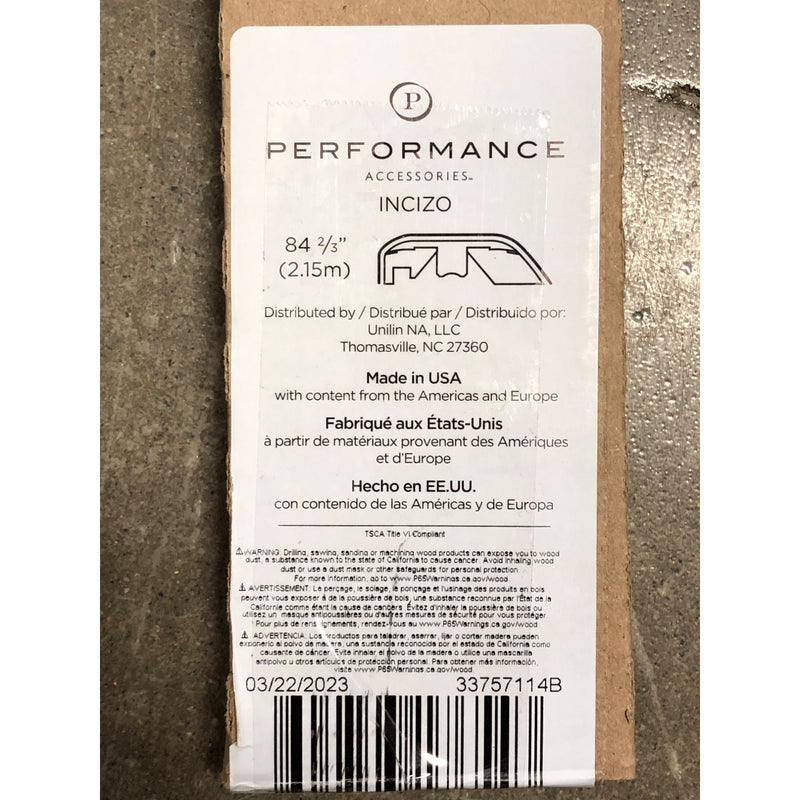 P
PERFORMANCE
ACCESSORIES™
INCIZO
84 ⅔"
(2.15m)
Distributed by / Distribué par / Distribuido por:
Unilin NA, LLC
Thomasville, NC 27360
Made in USA
with content from the Americas and Europe
Fabriqué aux États-Unis
à partir de matériaux provenant des Amériques
et d'Europe
Hecho en EE.UU.
con contenido de las Américas y de Europa
TSCA Title VI Compliant
⚠WARNING: Drilling, sawing, sanding or machining wood products can expose you to wood
dust, a substance known to the state of California to cause cancer. Avoid inhaling wood
dust or use a dust mask or other safeguards for personal protection.
For more information, go to www.P65Warnings.ca.gov/wood
⚠ AVERTISSEMENT: Le perçage, le sciage, le ponçage et l'usinage des produits en bois
peuvent vous exposer à de la poussière de bois, une substance reconnue par l'État de la
Californie comme étant la cause de cancers. Évitez d'inhaler la poussière de bois ou
utilisez un masque antipoussières ou d'autres mesures de sécurité pour vous protéger.
Pour plus de renseignements, rendez-vous au www.P65Warnings.ca.gov/wood
⚠ ADVERTENCIA: Los productos para taladrar, aserrar, lijar o cortar madera pueden
exponerlo al polvo de madera, una sustancia reconocida por el estado de California como
causante de cáncer. Evite inhalar el polvo de la madera o utilice una mascarilla
antipolvo u otros artículos de protección personal. Para obtener más información,
visite www.P65Warnings.ca.gov/wood
03/22/2023 33757114B